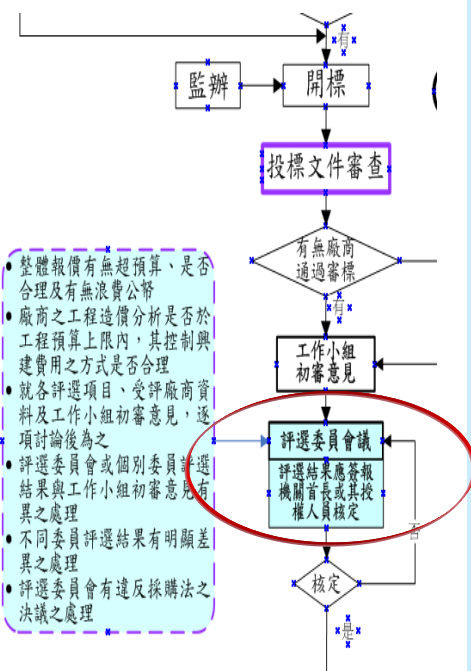 有
監辦
開標
投標文件審查
有無廠商
通過審標
有
工作小組
初審意見
• 整體報價有無超預算、是否
合理及有無浪費公帑
• 廠商之工程造價分析是否於
工程預算上限內，其控制興
建費用之方式是否合理
• 就各評選項目、受評廠商資
料及工作小組初審意見，逐
項討論後為之
• 評選委員會或個別委員評選
結果與工作小組初審意見有
異之處理
• 不同委員評選結果有明顯差
異之處理
• 評選委員會有違反採購法之
決議之處理
評選委員會議
評選結果應簽報
機關首長或其授
權人員核定
否
核定
是